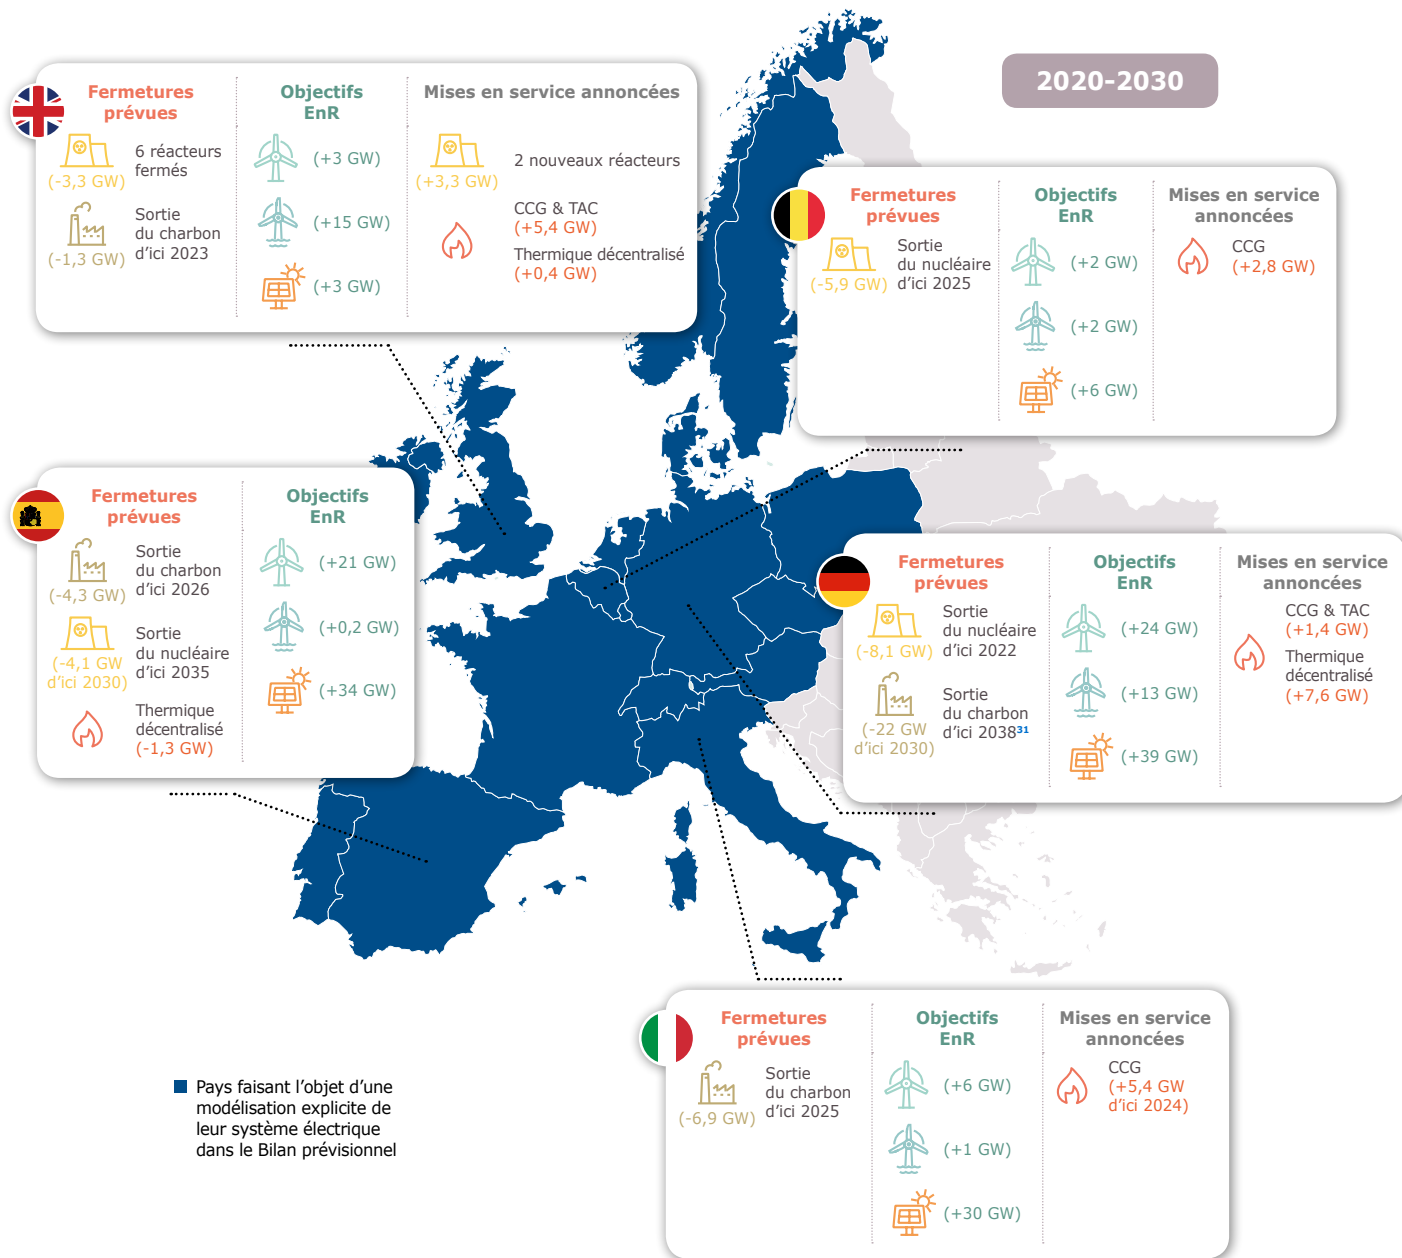 2020-2030
Fermetures
prévues
(-3,3 GW)
6 réacteurs
fermés
(-1,3 GW)
Sortie
du charbon
d'ici 2023
Objectifs
EnR
(+3 GW)
(+15 GW)
(+3 GW)
Mises en service annoncées
(+3,3 GW)
2 nouveaux réacteurs
CCG & TAC
(+5,4 GW)
Thermique décentralisé
(+0,4 GW)
Fermetures
prévues
(-5,9 GW)
Sortie
du nucléaire
d'ici 2025
Objectifs
EnR
(+2 GW)
(+2 GW)
(+6 GW)
Mises en service
annoncées
CCG
(+2,8 GW)
Fermetures
prévues
(-4,3 GW)
Sortie
du charbon
d'ici 2026
(-4,1 GW
d'ici 2030)
Sortie
du nucléaire
d'ici 2035
Thermique
décentralisé
(-1,3 GW)
Objectifs
EnR
(+21 GW)
(+0,2 GW)
(+34 GW)
Fermetures
prévues
(-8,1 GW)
Sortie
du nucléaire
d'ici 2022
(-22 GW
d'ici 2030)
Sortie
du charbon
d'ici 2038³¹
Objectifs
EnR
(+24 GW)
(+13 GW)
(+39 GW)
Mises en service
annoncées
CCG & TAC
(+1,4 GW)
Thermique
décentralisé
(+7,6 GW)
Fermetures
prévues
(-6,9 GW)
Sortie
du charbon
d'ici 2025
Objectifs
EnR
(+6 GW)
(+1 GW)
(+30 GW)
Mises en service
annoncées
CCG
(+5,4 GW
d'ici 2024)
Pays faisant l'objet d'une
modélisation explicite de
leur système électrique
dans le Bilan prévisionnel